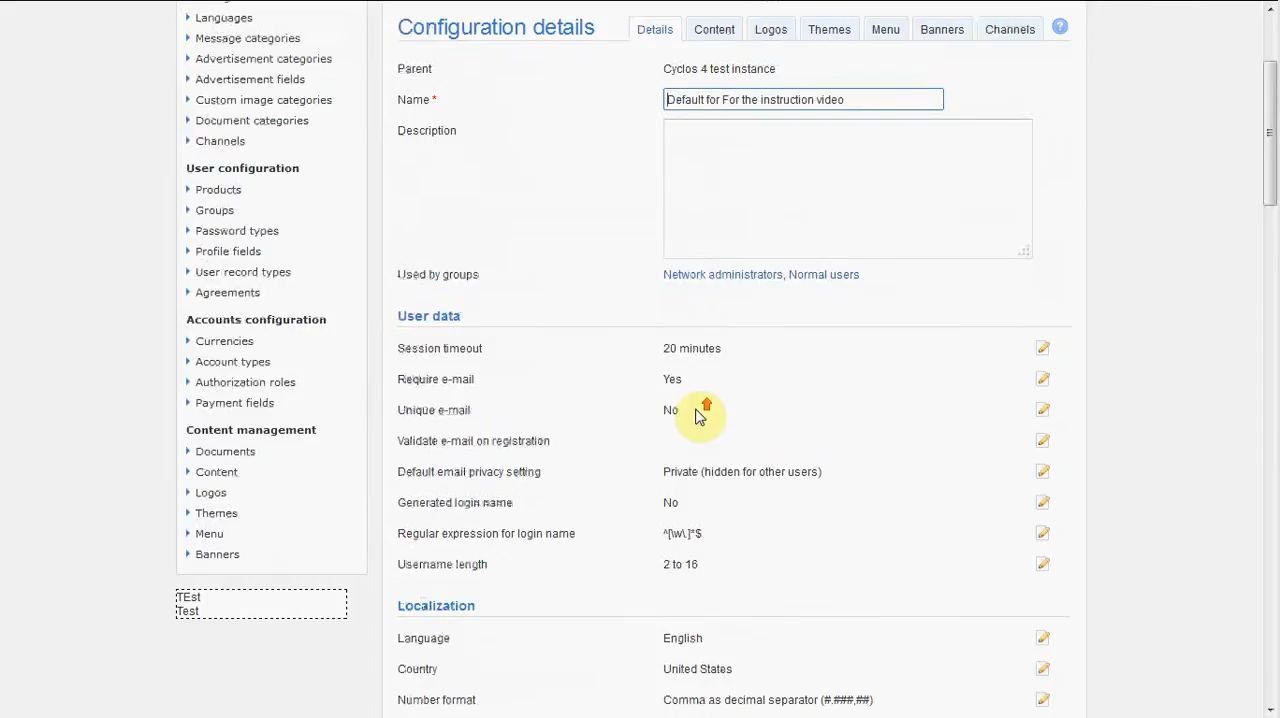 Languages
Message categories
Advertisement categories
Advertisement fields
Custom image categories
Document categories
Channels
User configuration
Products
Groups
Password types
Profile fields
User record types
Agreements
Accounts configuration
Currencies
Account types
Authorization roles
Payment fields
Content management
Documents
Content
Logos
Themes
Menu
Banners
TEst
Test
Configuration details
Details
Content
Logos
Themes
Menu
Banners
Channels
?
Parent Cyclos 4 test instance
Name * Default for For the instruction video
Description
Used by groups Network administrators, Normal users
User data
Session timeout 20 minutes
Require e-mail Yes
Unique e-mail No
Validate e-mail on registration
Default email privacy setting Private (hidden for other users)
Generated login name No
Regular expression for login name ^[\w\.]*$
Username length 2 to 16
Localization
Language English
Country United States
Number format Comma as decimal separator (#.###,##)